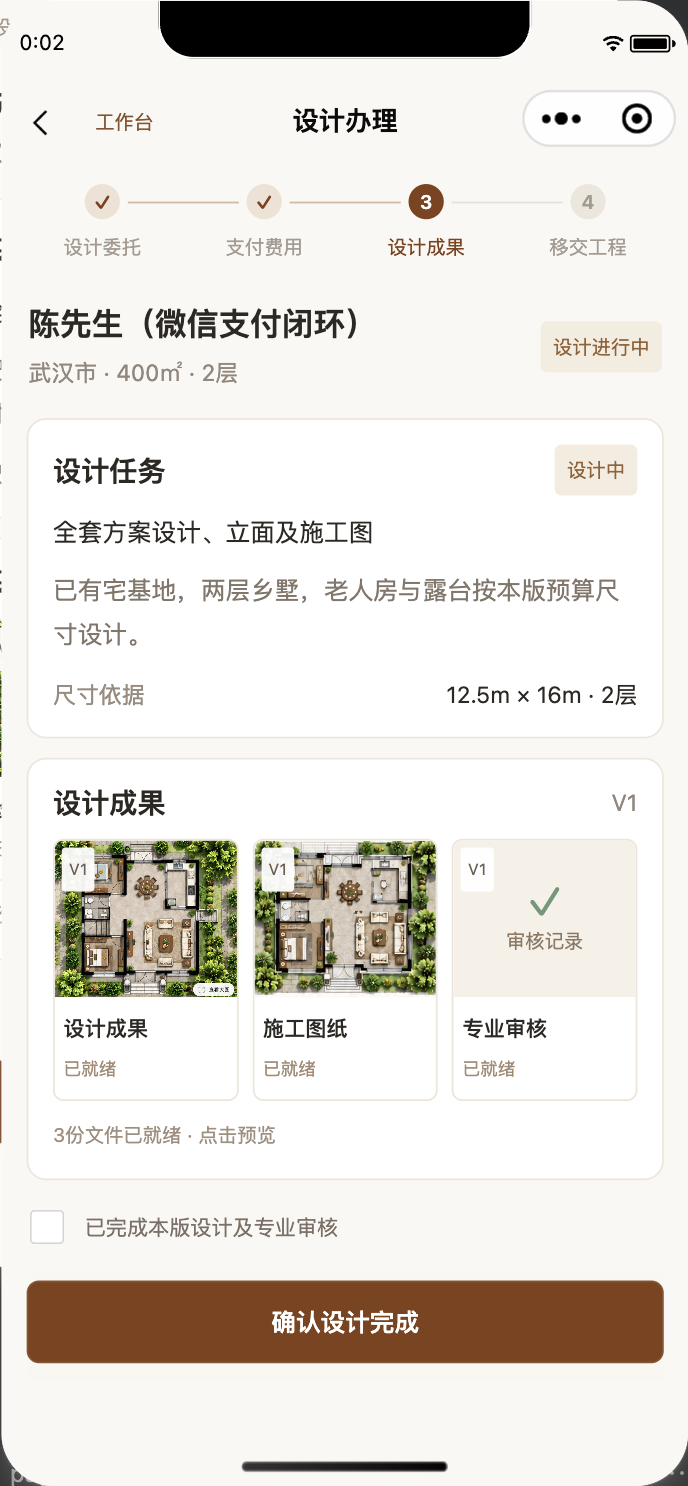 0:02
工作台
设计办理
3
4
设计委托
支付费用
设计成果
移交工程
陈先生（微信支付闭环）
设计进行中
武汉市 · 400㎡ · 2层
设计任务
设计中
全套方案设计、立面及施工图
已有宅基地，两层乡墅，老人房与露台按本版预算尺
寸设计。
尺寸依据
12.5m × 16m · 2层
设计成果
V1
V1
V1
V1
审核记录
设计成果
施工图纸
专业审核
已就绪
已就绪
已就绪
3份文件已就绪 · 点击预览
已完成本版设计及专业审核
确认设计完成